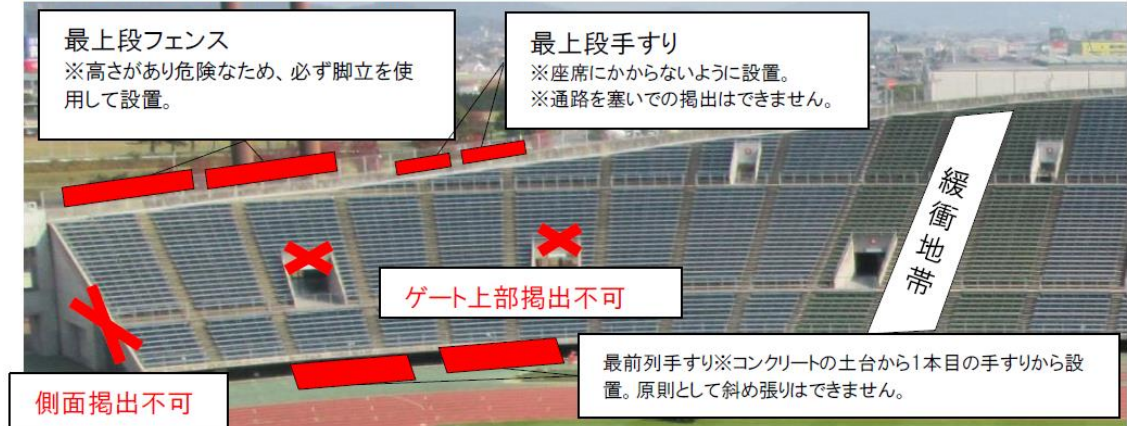 最上段フェンス
※高さがあり危険なため、必ず脚立を使
用して設置。
最上段手すり
※座席にかからないように設置。
※通路を塞いでの掲出はできません。
緩衝地帯
ゲート上部掲出不可
最前列手すり※コンクリートの土台から1本目の手すりから設
置。原則として斜め張りはできません。
側面掲出不可